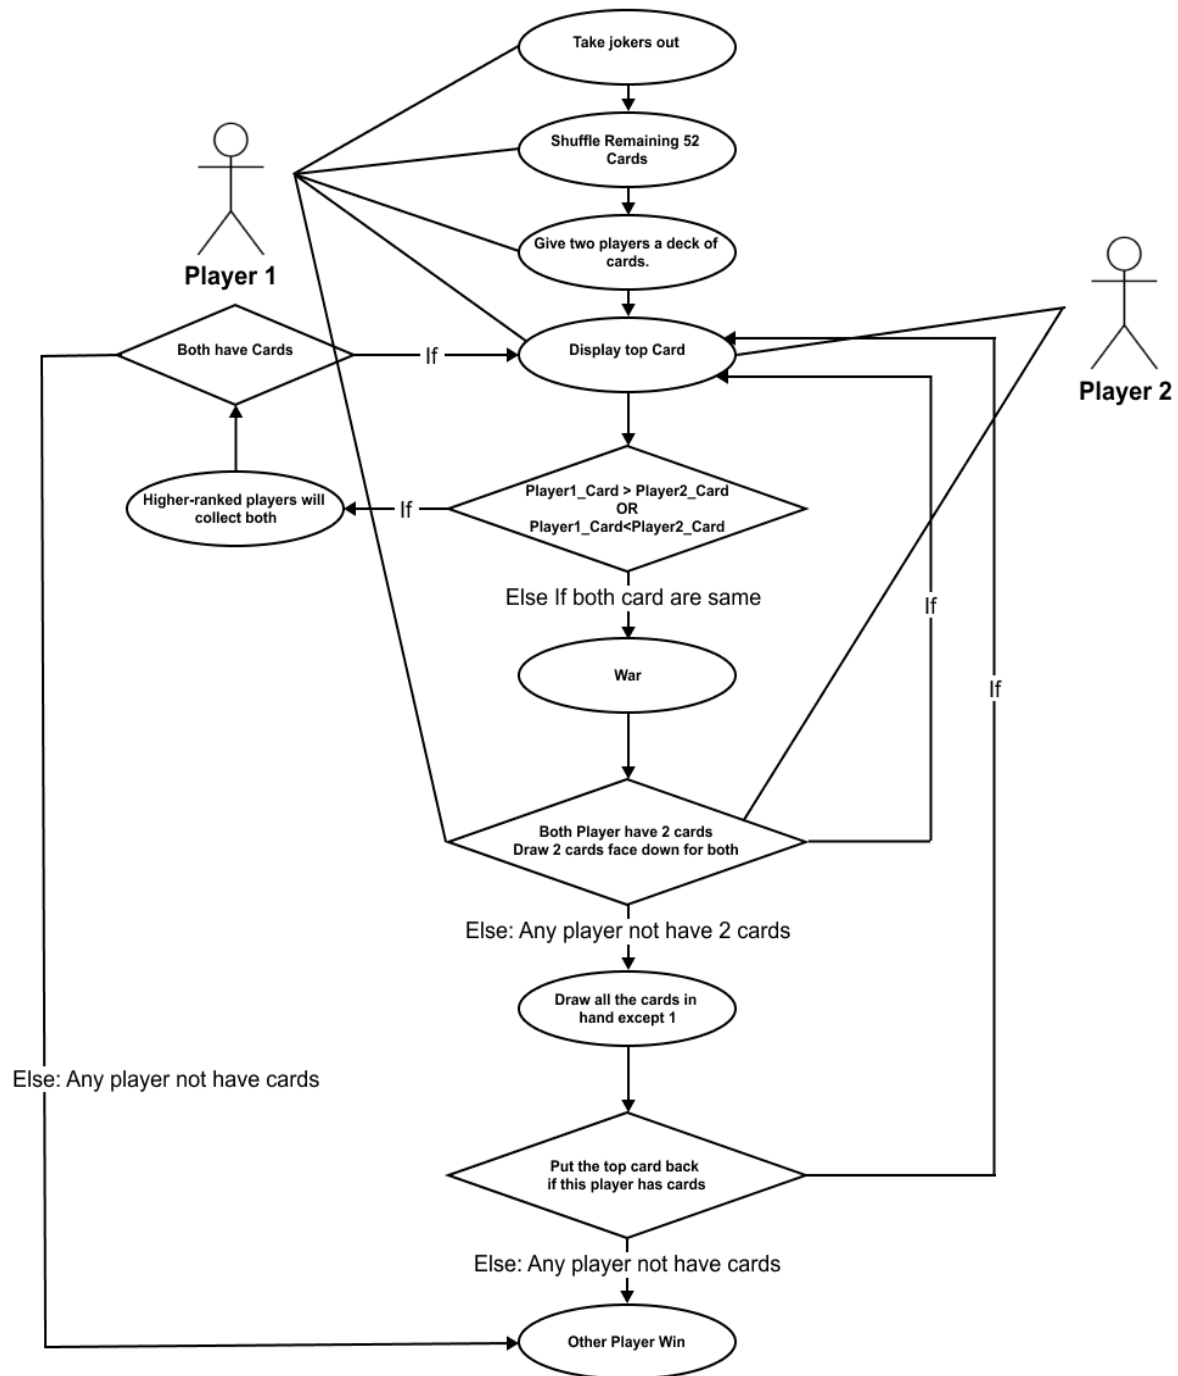 Take jokers out
Shuffle Remaining 52
Cards
Give two players a deck of
cards.
Player 1
Player 2
Both have Cards
If
Display top Card
Higher-ranked players will
collect both
If
Player1_Card > Player2_Card
OR
Player1_Card<Player2_Card
Else If both card are same
If
War
If
Both Player have 2 cards
Draw 2 cards face down for both
Else: Any player not have 2 cards
Draw all the cards in
hand except 1
Else: Any player not have cards
Put the top card back
if this player has cards
Else: Any player not have cards
Other Player Win